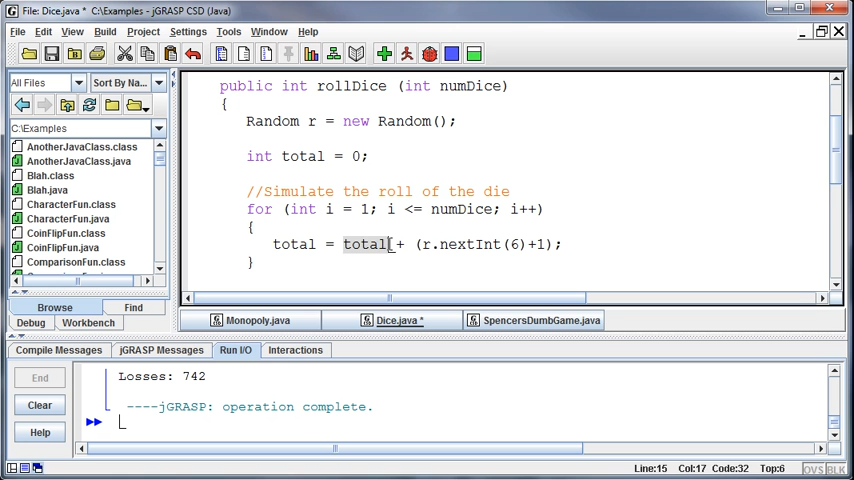 File: Dice.java *  jGRASP CSD (Java)
File Edit View Build Project Settings Tools Window Help
All Files Sort By Na...
C:\Examples
AnotherJavaClass.class
AnotherJavaClass.java
Blah.class
Blah.java
CharacterFun.class
CharacterFun.java
CoinFlipFun.class
CoinFlipFun.java
ComparisonFun.class
Browse Find
Debug Workbench
public int rollDice (int numDice)
{
Random r = new Random();
int total = 0;
//Simulate the roll of the die
for (int i = 1; i <= numDice; i++)
{
total = total + (r.nextInt(6)+1);
}
Monopoly.java Dice.java * SpencersDumbGame.java
Compile Messages jGRASP Messages Run I/O Interactions
End
Clear
Help
Losses: 742
----jGRASP: operation complete.
Line:15 Col:17 Code:32 Top:6 OVS BLK